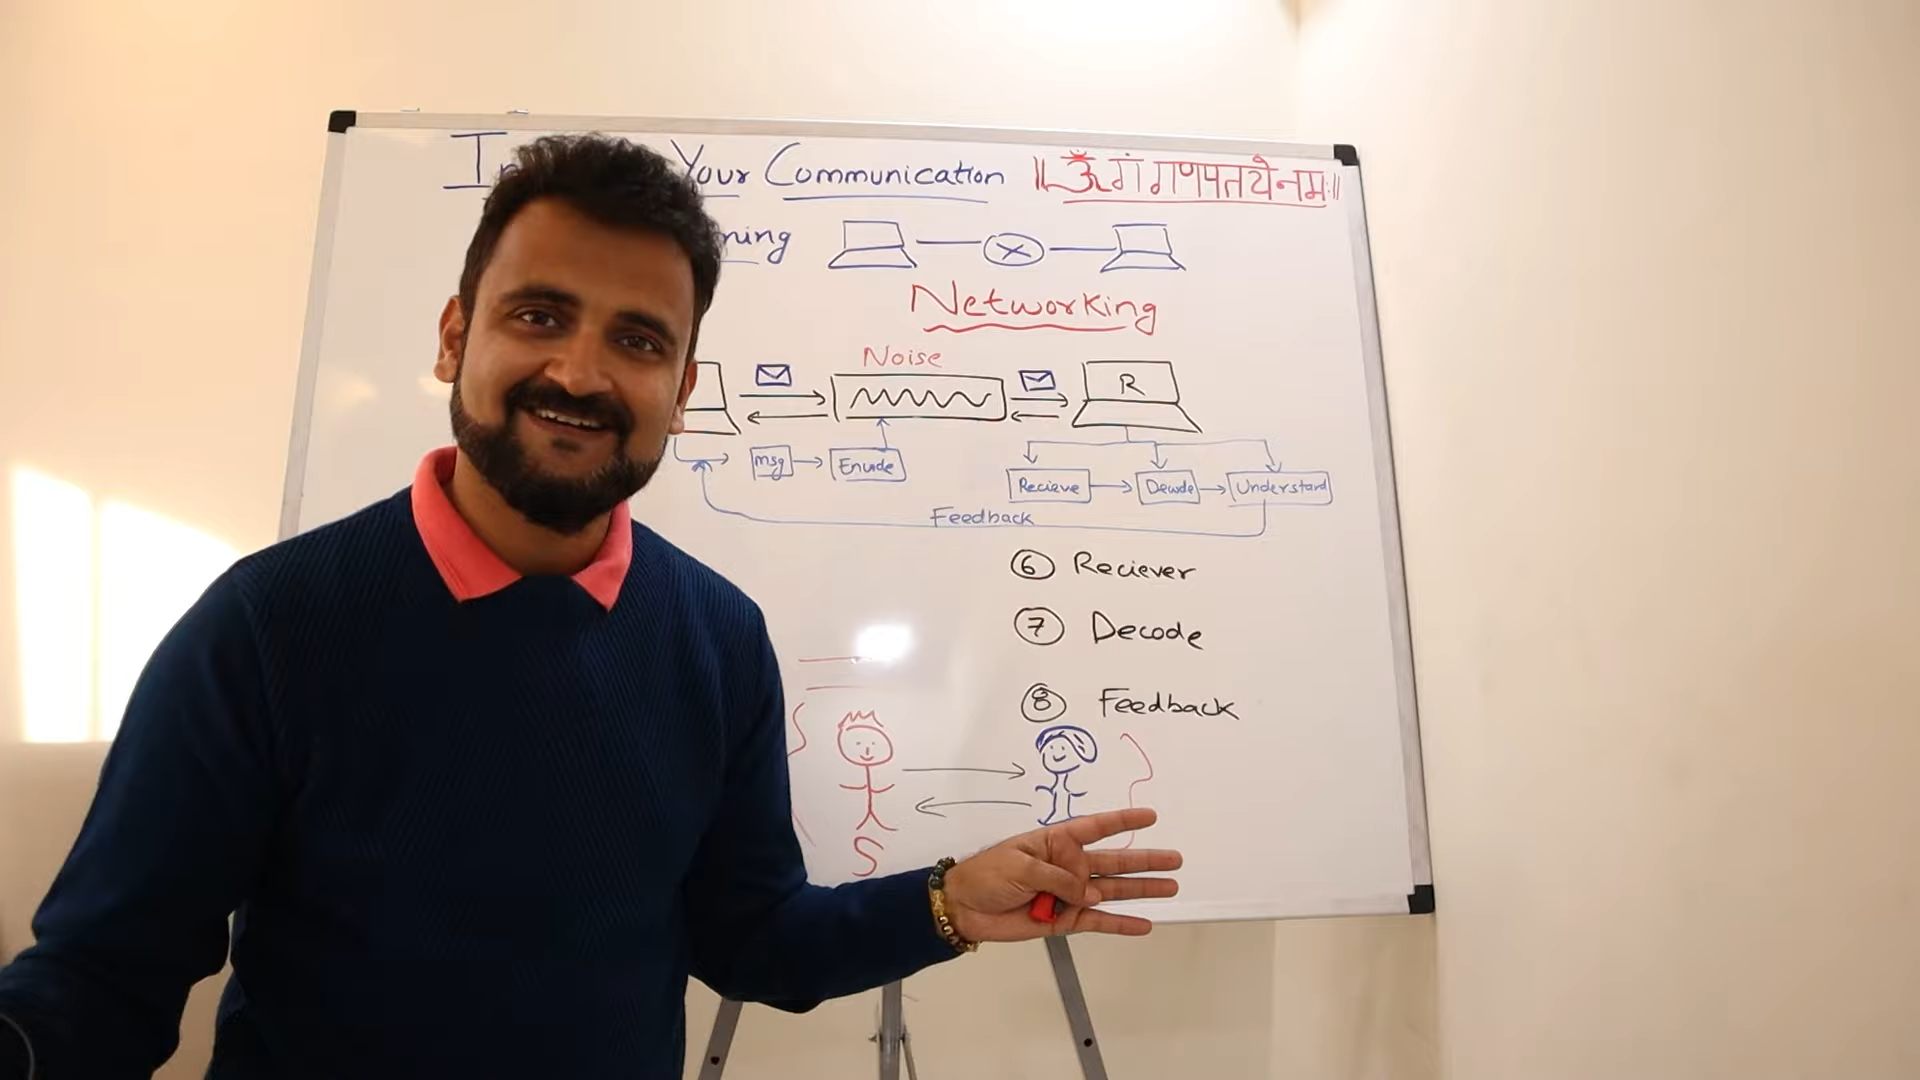 Your Communication ||ॐ गं गणपतये नमः||
Networking
Noise
R
msg
Encode
Recieve
Decode
Understand
Feedback
6 Reciever
7 Decode
8 Feedback
S